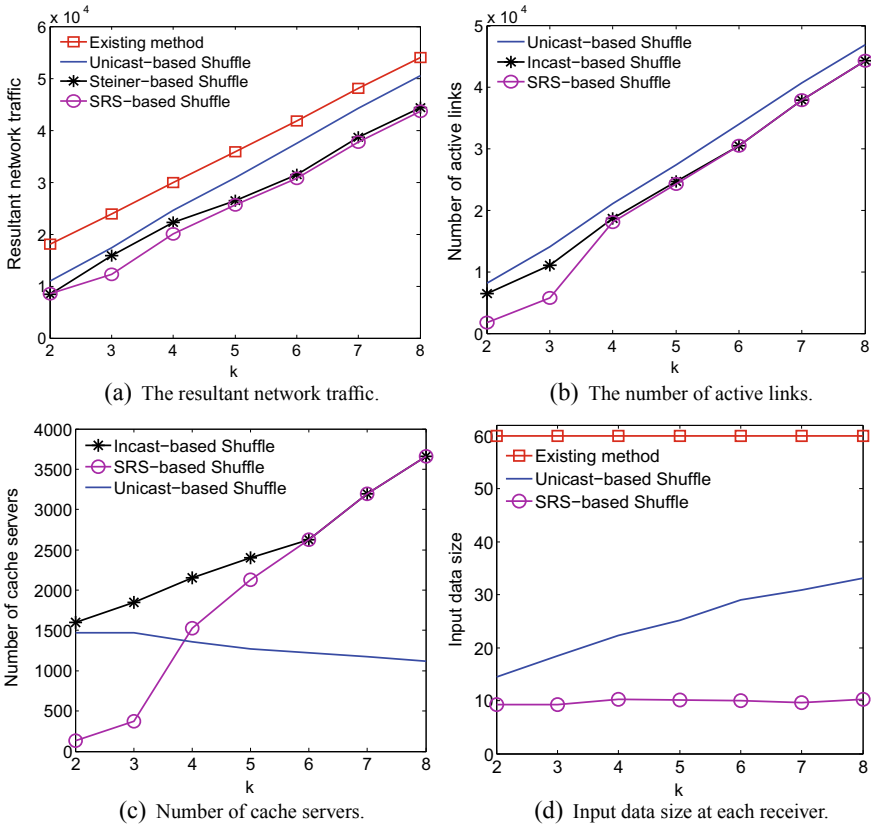 x 10^4
6
5
4
3
2
1
0
Resultant network traffic
Existing method
Unicast−based Shuffle
Steiner−based Shuffle
SRS−based Shuffle
2 3 4 5 6 7 8
k
(a) The resultant network traffic.
x 10^4
5
4
3
2
1
0
Number of active links
Unicast−based Shuffle
Incast−based Shuffle
SRS−based Shuffle
2 3 4 5 6 7 8
k
(b) The number of active links.
4000
3500
3000
2500
2000
1500
1000
500
0
Number of cache servers
Incast−based Shuffle
SRS−based Shuffle
Unicast−based Shuffle
2 3 4 5 6 7 8
k
(c) Number of cache servers.
60
50
40
30
20
10
0
Input data size
Existing method
Unicast−based Shuffle
SRS−based Shuffle
2 3 4 5 6 7 8
k
(d) Input data size at each receiver.